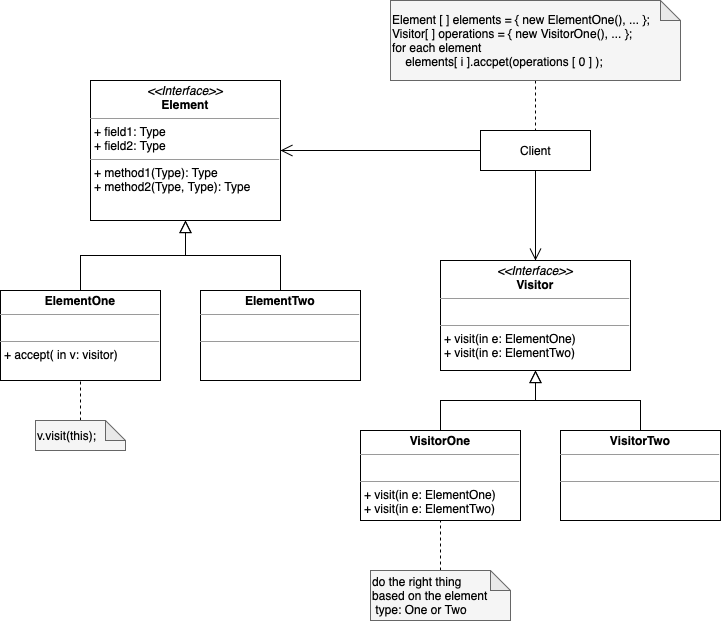 Element [ ] elements = { new ElementOne(), ... };
Visitor[ ] operations = { new VisitorOne(), ... };
for each element
elements[ i ].accpet(operations [ 0 ] );
<<Interface>>
Element
+ field1: Type
+ field2: Type
+ method1(Type): Type
+ method2(Type, Type): Type
Client
<<Interface>>
Visitor
+ visit(in e: ElementOne)
+ visit(in e: ElementTwo)
ElementOne
+ accept( in v: visitor)
ElementTwo
v.visit(this);
VisitorOne
+ visit(in e: ElementOne)
+ visit(in e: ElementTwo)
VisitorTwo
do the right thing
based on the element
type: One or Two